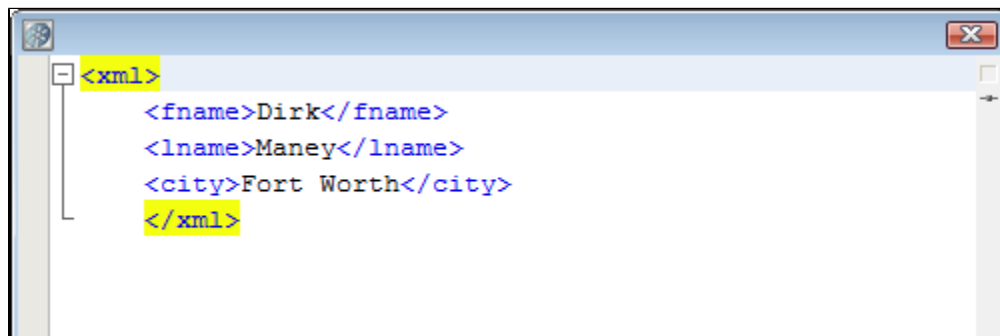 <xml>
<fname>Dirk</fname>
<lname>Maney</lname>
<city>Fort Worth</city>
</xml>